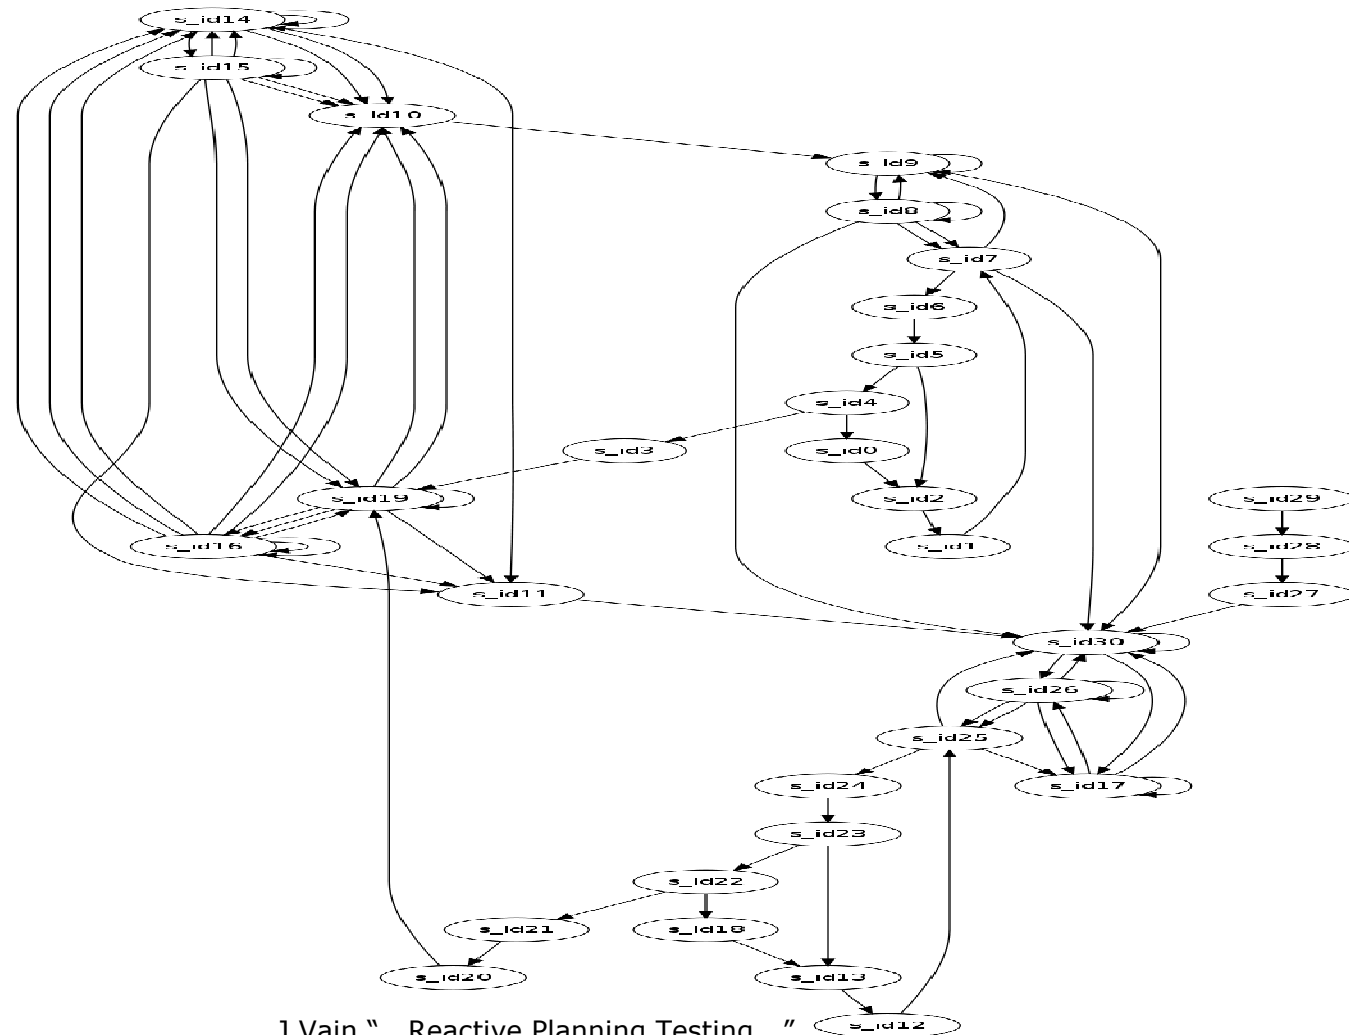 s_id14
s_id15
s_id10
s_id9
s_id8
s_id7
s_id6
s_id5
s_id4
s_id3
s_id0
s_id19
s_id2
s_id29
s_id16
s_id1
s_id28
s_id11
s_id27
s_id30
s_id26
s_id25
s_id24
s_id17
s_id23
s_id22
s_id21
s_id18
s_id20
s_id13
J.Vain “...Reactive Planning Testing...”
s_id12